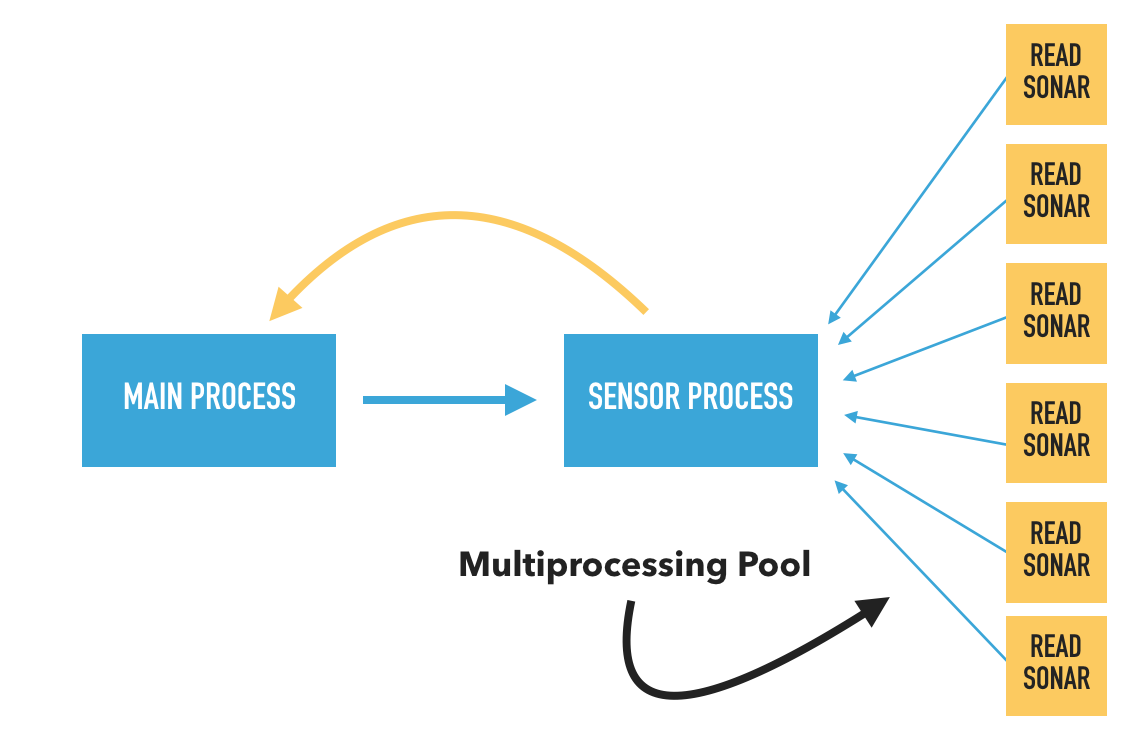 READ
SONAR
READ
SONAR
READ
SONAR
MAIN PROCESS
SENSOR PROCESS
READ
SONAR
READ
SONAR
Multiprocessing Pool
READ
SONAR